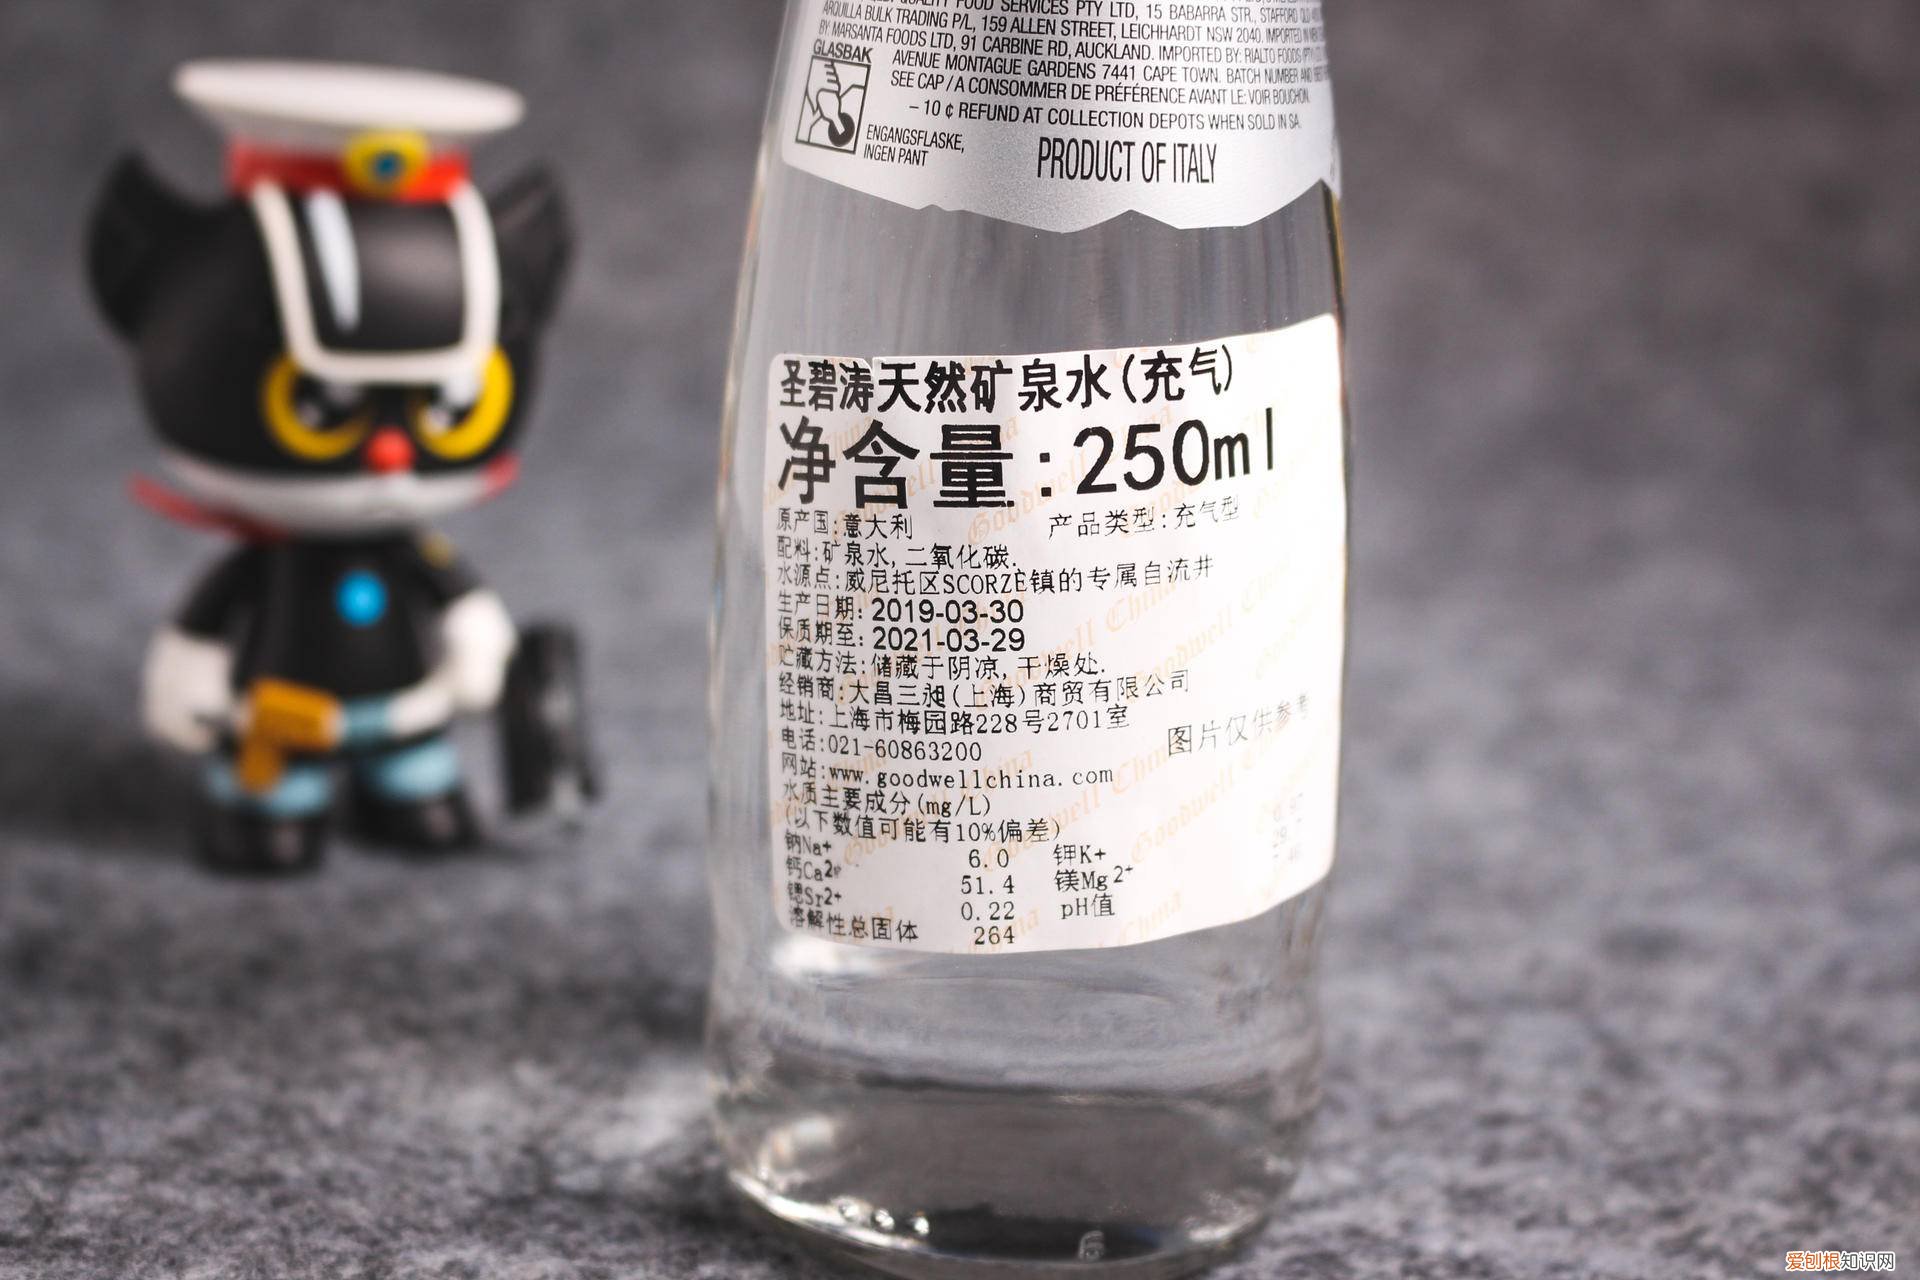 QUALITY FOOD SERVICES PTY LTD, 15 BABARRA STR., STAFFORD QLD
ARQUILLA BULK TRADING P/L, 159 ALLEN STREET, LEICHHARDT NSW 2040. IMPORTED IN
BY: MARSANTA FOODS LTD, 91 CARBINE RD, AUCKLAND. IMPORTED BY: RIALTO FOODS
GLASBAK
AVENUE MONTAGUE GARDENS 7441 CAPE TOWN. BATCH NUMBER AND
SEE CAP / A CONSOMMER DE PRÉFÉRENCE AVANT LE: VOIR BOUCHON.
– 10 ¢ REFUND AT COLLECTION DEPOTS WHEN SOLD IN SA.
ENGANGSFLASKE,
INGEN PANT
PRODUCT OF ITALY
圣碧涛天然矿泉水(充气)
净含量:250ml
原产国:意大利 产品类型:充气型
配料:矿泉水,二氧化碳.
水源点:威尼托区SCORZE镇的专属自流井
生产日期:2019-03-30
保质期至:2021-03-29
贮藏方法:储藏于阴凉,干燥处.
经销商:大昌三昶(上海)商贸有限公司
地址:上海市梅园路228号2701室
图片仅供参考
电话:021-60863200
网站:www.goodwellchina.com
水质主要成分(mg/L)
(以下数值可能有10%偏差)
钠Na+ 6.0 钾K+
钙Ca2+ 51.4 镁Mg2+
锶Sr2+ 0.22 pH值
溶解性总固体 264
Goodwell China
爱刨根知识网